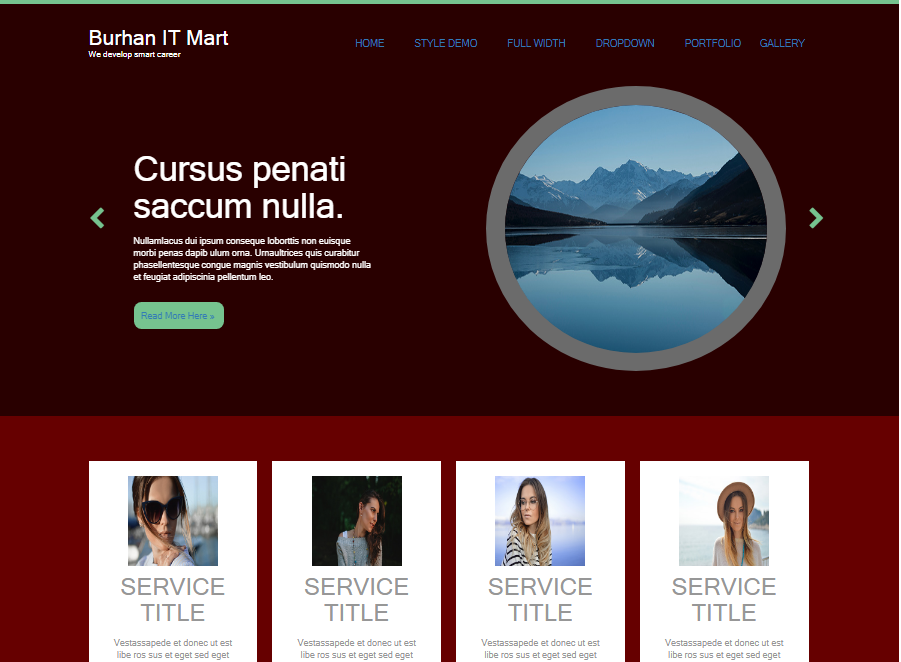 Burhan IT Mart
We develop smart career
HOME STYLE DEMO FULL WIDTH DROPDOWN PORTFOLIO GALLERY
Cursus penati
saccum nulla.
Nullamlacus dui ipsum conseque loborttis non euisque
morbi penas dapib ulum orna. Urnaultrices quis curabitur
phasellentesque congue magnis vestibulum quismodo nulla
et feugiat adipiscinia pellentum leo.
Read More Here »
SERVICE
TITLE
Vestassapede et donec ut est
libe ros sus et eget sed eget
SERVICE
TITLE
Vestassapede et donec ut est
libe ros sus et eget sed eget
SERVICE
TITLE
Vestassapede et donec ut est
libe ros sus et eget sed eget
SERVICE
TITLE
Vestassapede et donec ut est
libe ros sus et eget sed eget